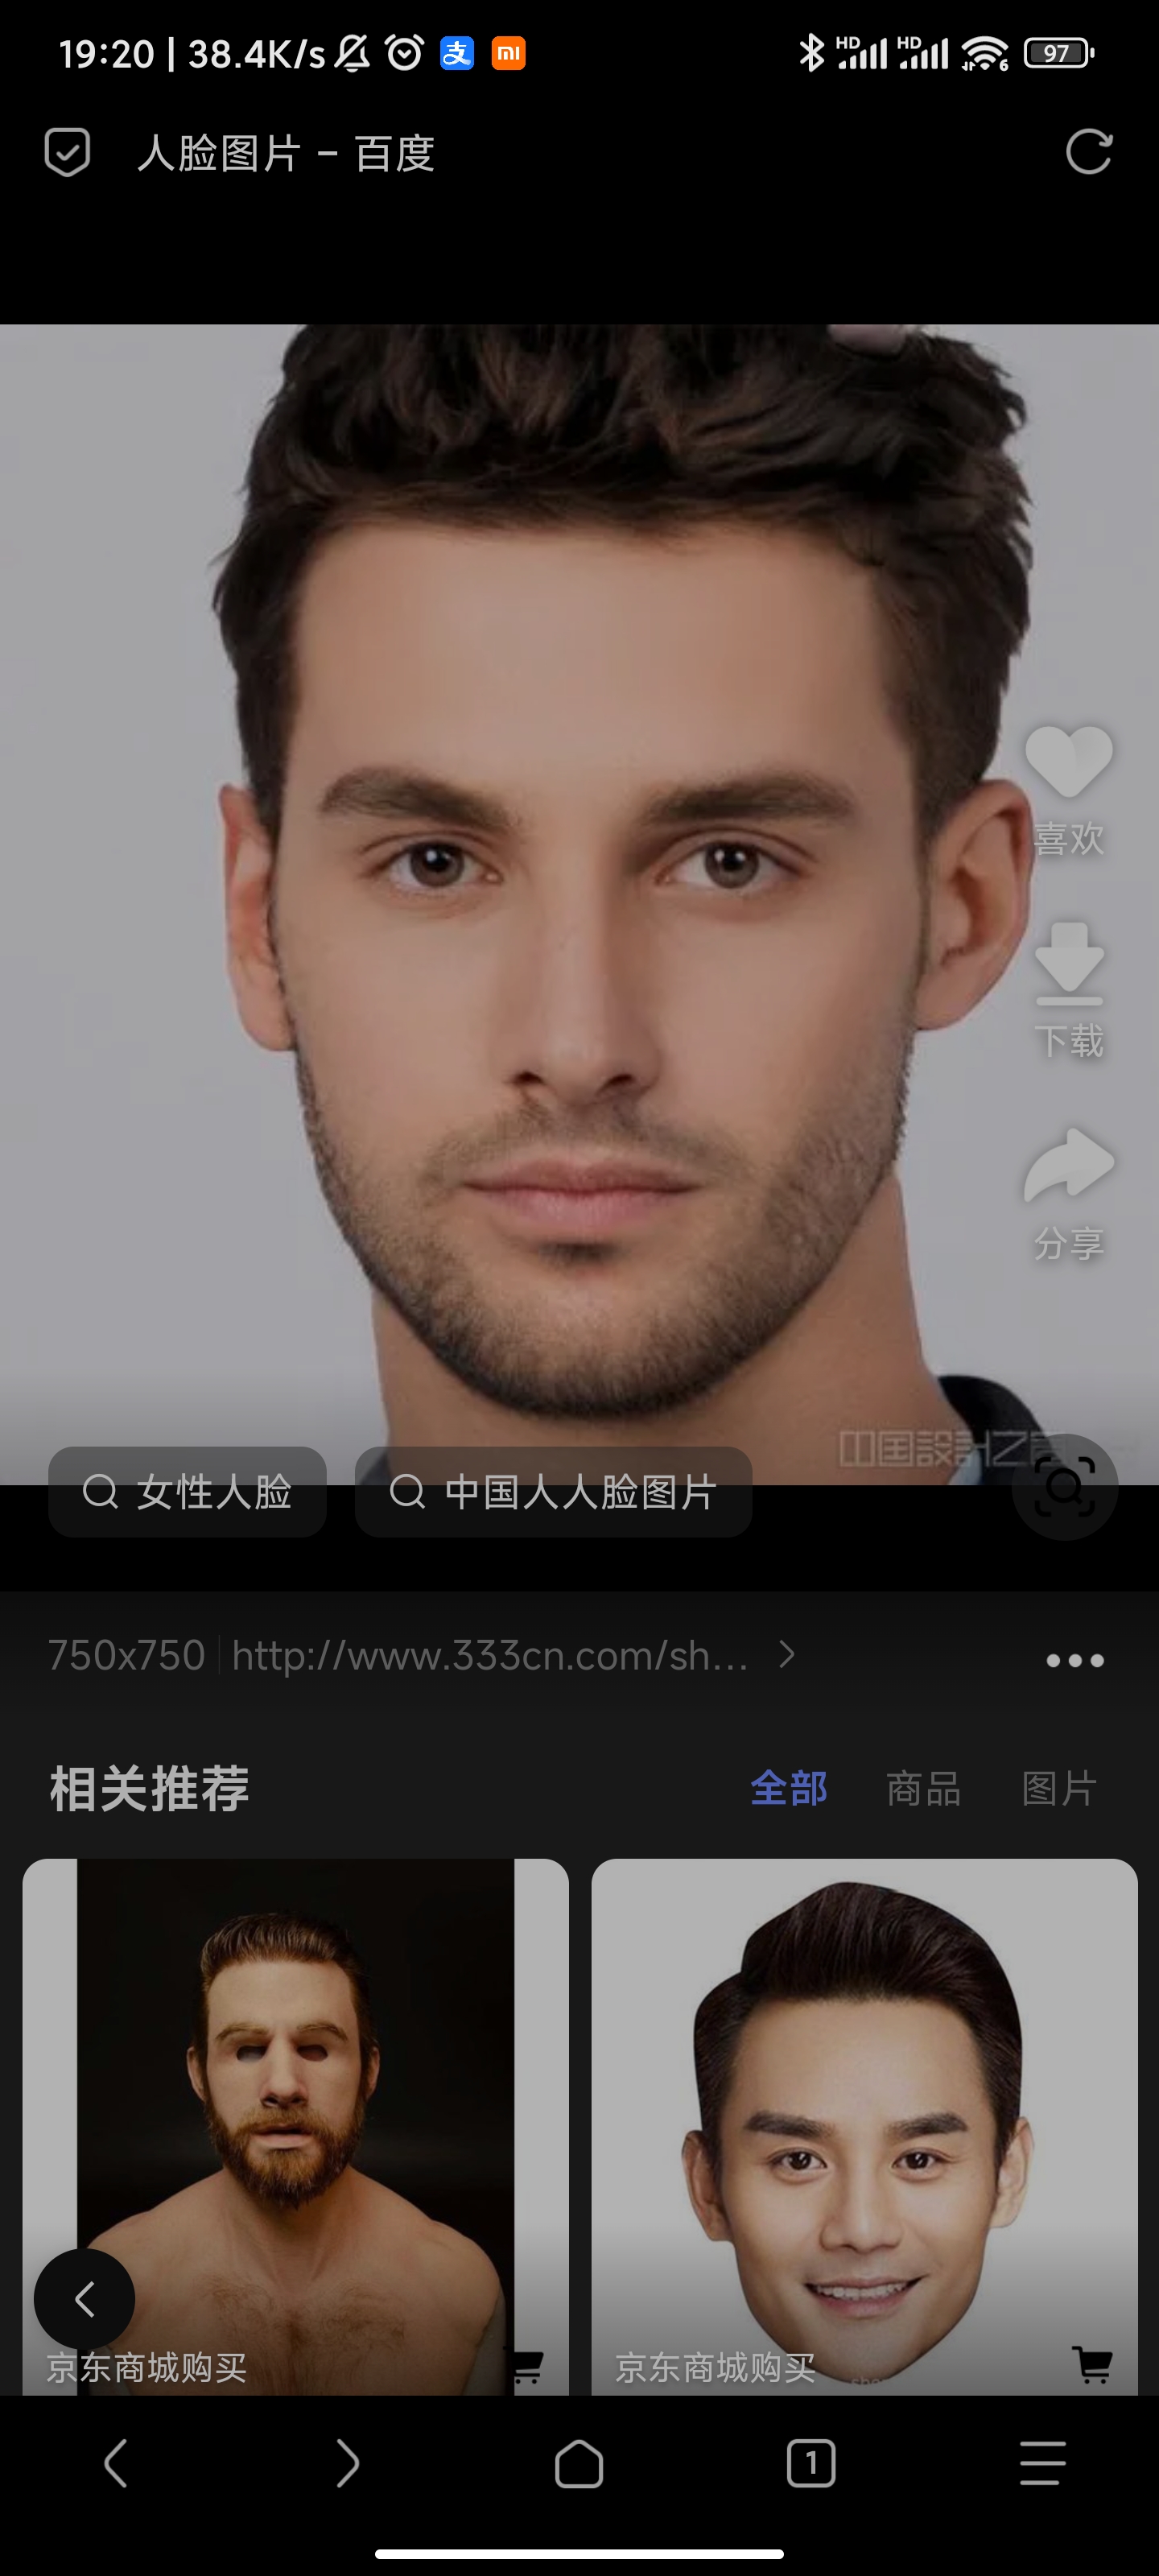 19:20 | 38.4K/s
HD HD 6 97
人脸图片 - 百度
喜欢
下载
分享
中国設計之
女性人脸
中国人人脸图片
750x750 http://www.333cn.com/sh...
相关推荐
全部 商品 图片
京东商城购买
京东商城购买
1